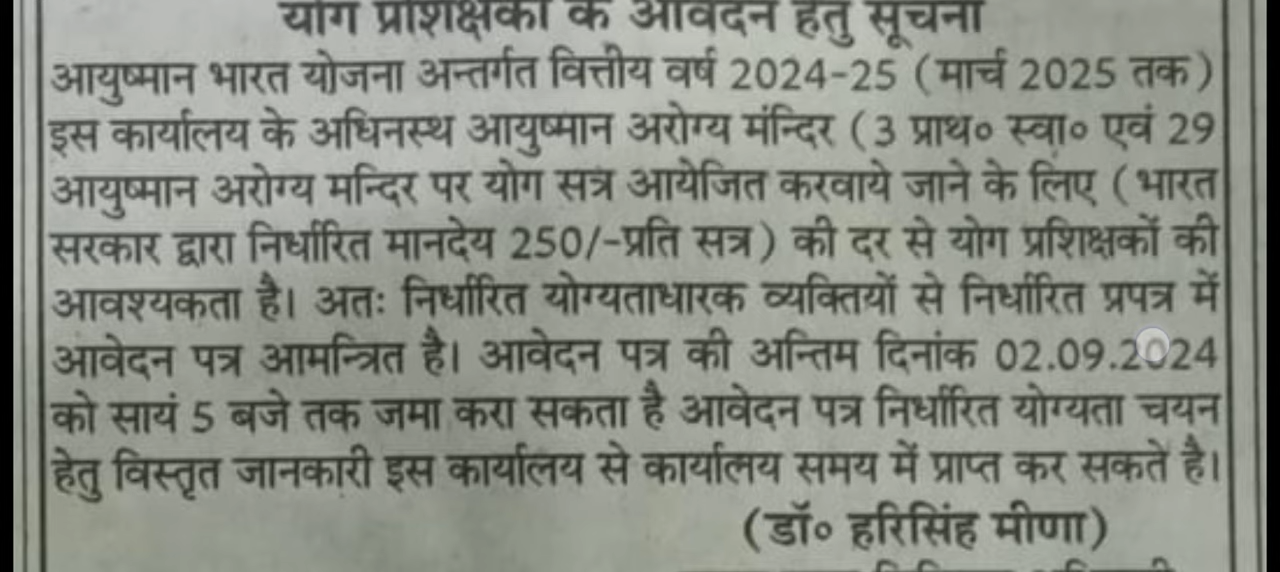 योग प्रशिक्षकों के आवेदन हेतु सूचना
आयुष्मान भारत योजना अन्तर्गत वित्तीय वर्ष 2024-25 (मार्च 2025 तक)
इस कार्यालय के अधिनस्थ आयुष्मान अरोग्य मंन्दिर (3 प्राथ० स्वा० एवं 29
आयुष्मान अरोग्य मन्दिर पर योग सत्र आयेजित करवाये जाने के लिए (भारत
सरकार द्वारा निर्धारित मानदेय 250/-प्रति सत्र) की दर से योग प्रशिक्षकों की
आवश्यकता है। अतः निर्धारित योग्यताधारक व्यक्तियों से निर्धारित प्रपत्र में
आवेदन पत्र आमन्त्रित है। आवेदन पत्र की अन्तिम दिनांक 02.09.2024
को सायं 5 बजे तक जमा करा सकता है आवेदन पत्र निर्धारित योग्यता चयन
हेतु विस्तृत जानकारी इस कार्यालय से कार्यालय समय में प्राप्त कर सकते है।
(डॉ० हरिसिंह मीणा)